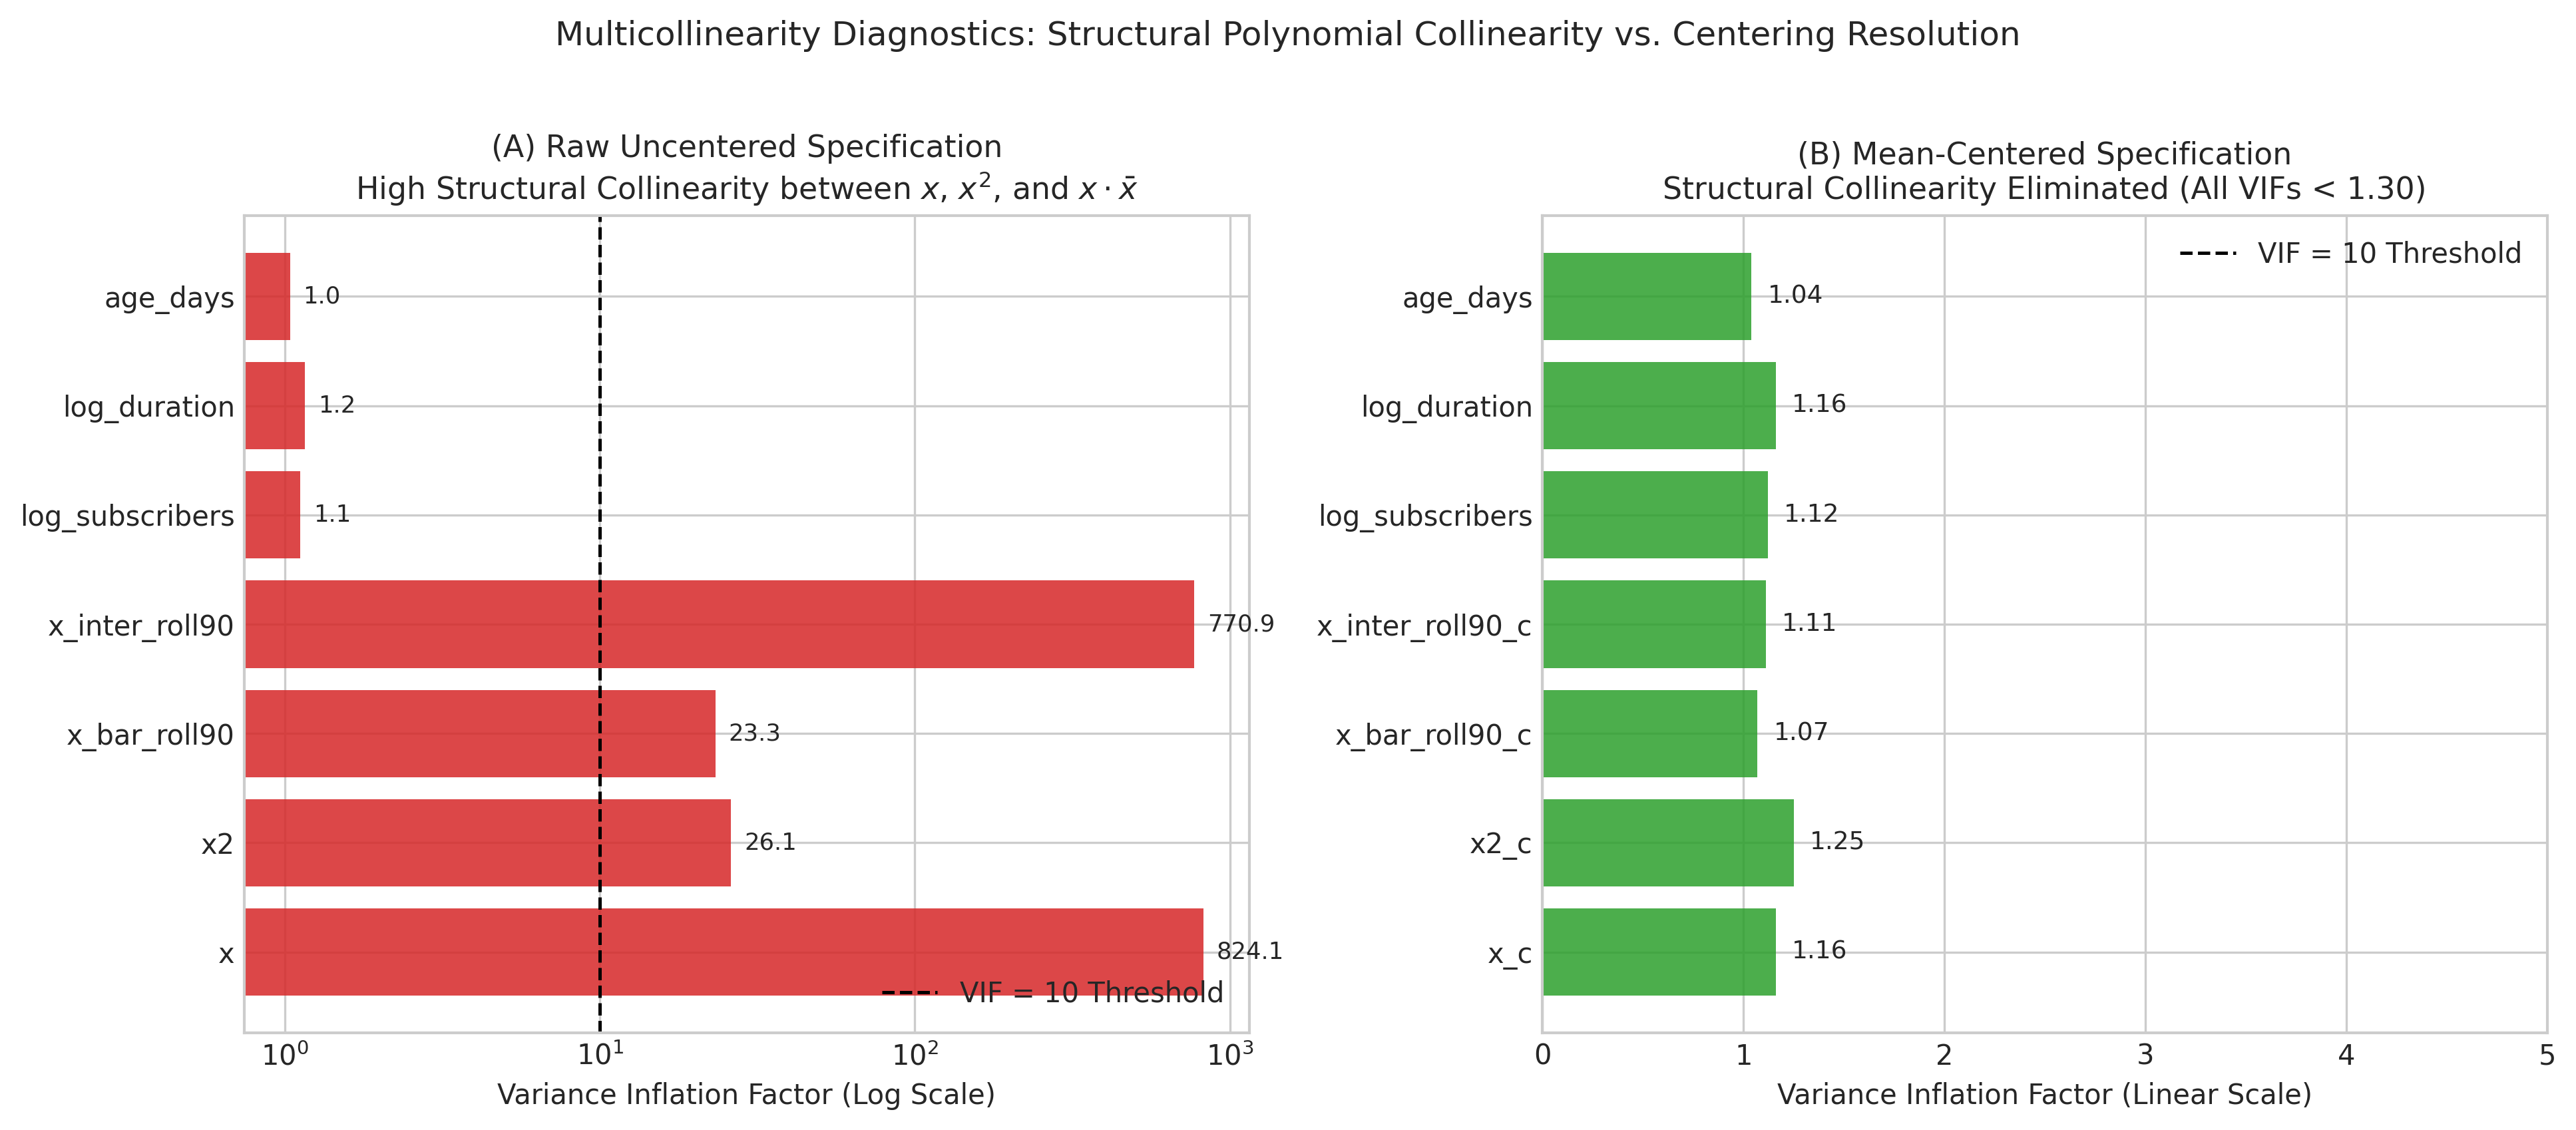 Multicollinearity Diagnostics: Structural Polynomial Collinearity vs. Centering Resolution
(A) Raw Uncentered Specification
High Structural Collinearity between x, x², and x · x̄
age_days
1.0
log_duration
1.2
log_subscribers
1.1
x_inter_roll90
770.9
x_bar_roll90
23.3
x2
26.1
x
824.1
VIF = 10 Threshold
10⁰ 10¹ 10² 10³
Variance Inflation Factor (Log Scale)
(B) Mean-Centered Specification
Structural Collinearity Eliminated (All VIFs < 1.30)
VIF = 10 Threshold
age_days
1.04
log_duration
1.16
log_subscribers
1.12
x_inter_roll90_c
1.11
x_bar_roll90_c
1.07
x2_c
1.25
x_c
1.16
0 1 2 3 4 5
Variance Inflation Factor (Linear Scale)